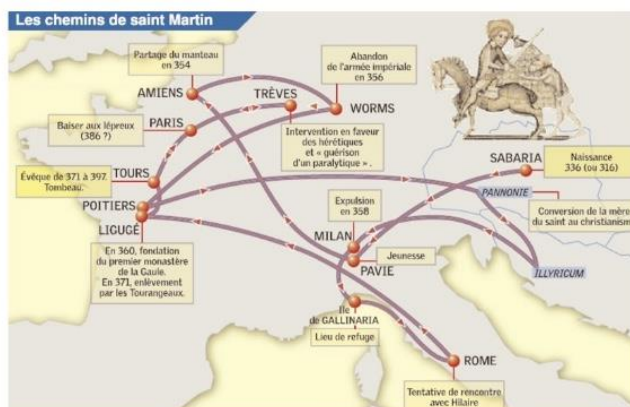 Les chemins de saint Martin
Partage du manteau
en 354
AMIENS
Abandon
de l'armée impériale
en 356
TRÈVES
WORMS
Baiser aux lépreux
(386 ?)
PARIS
Intervention en faveur
des hérétiques
et « guérison
d'un paralytique ».
SABARIA
Naissance
336 (ou 316)
Évêque de 371 à 397.
Tombeau.
TOURS
POITIERS
LIGUGÉ
PANNONIE
Expulsion
en 358
Conversion de la mère
du saint au christianism
MILAN
Jeunesse
PAVIE
ILLYRICUM
En 360, fondation
du premier monastère
de la Gaule.
En 371, enlèvement
par les Tourangeaux.
Île
de GALLINARIA
Lieu de refuge
ROME
Tentative de rencontre
avec Hilaire